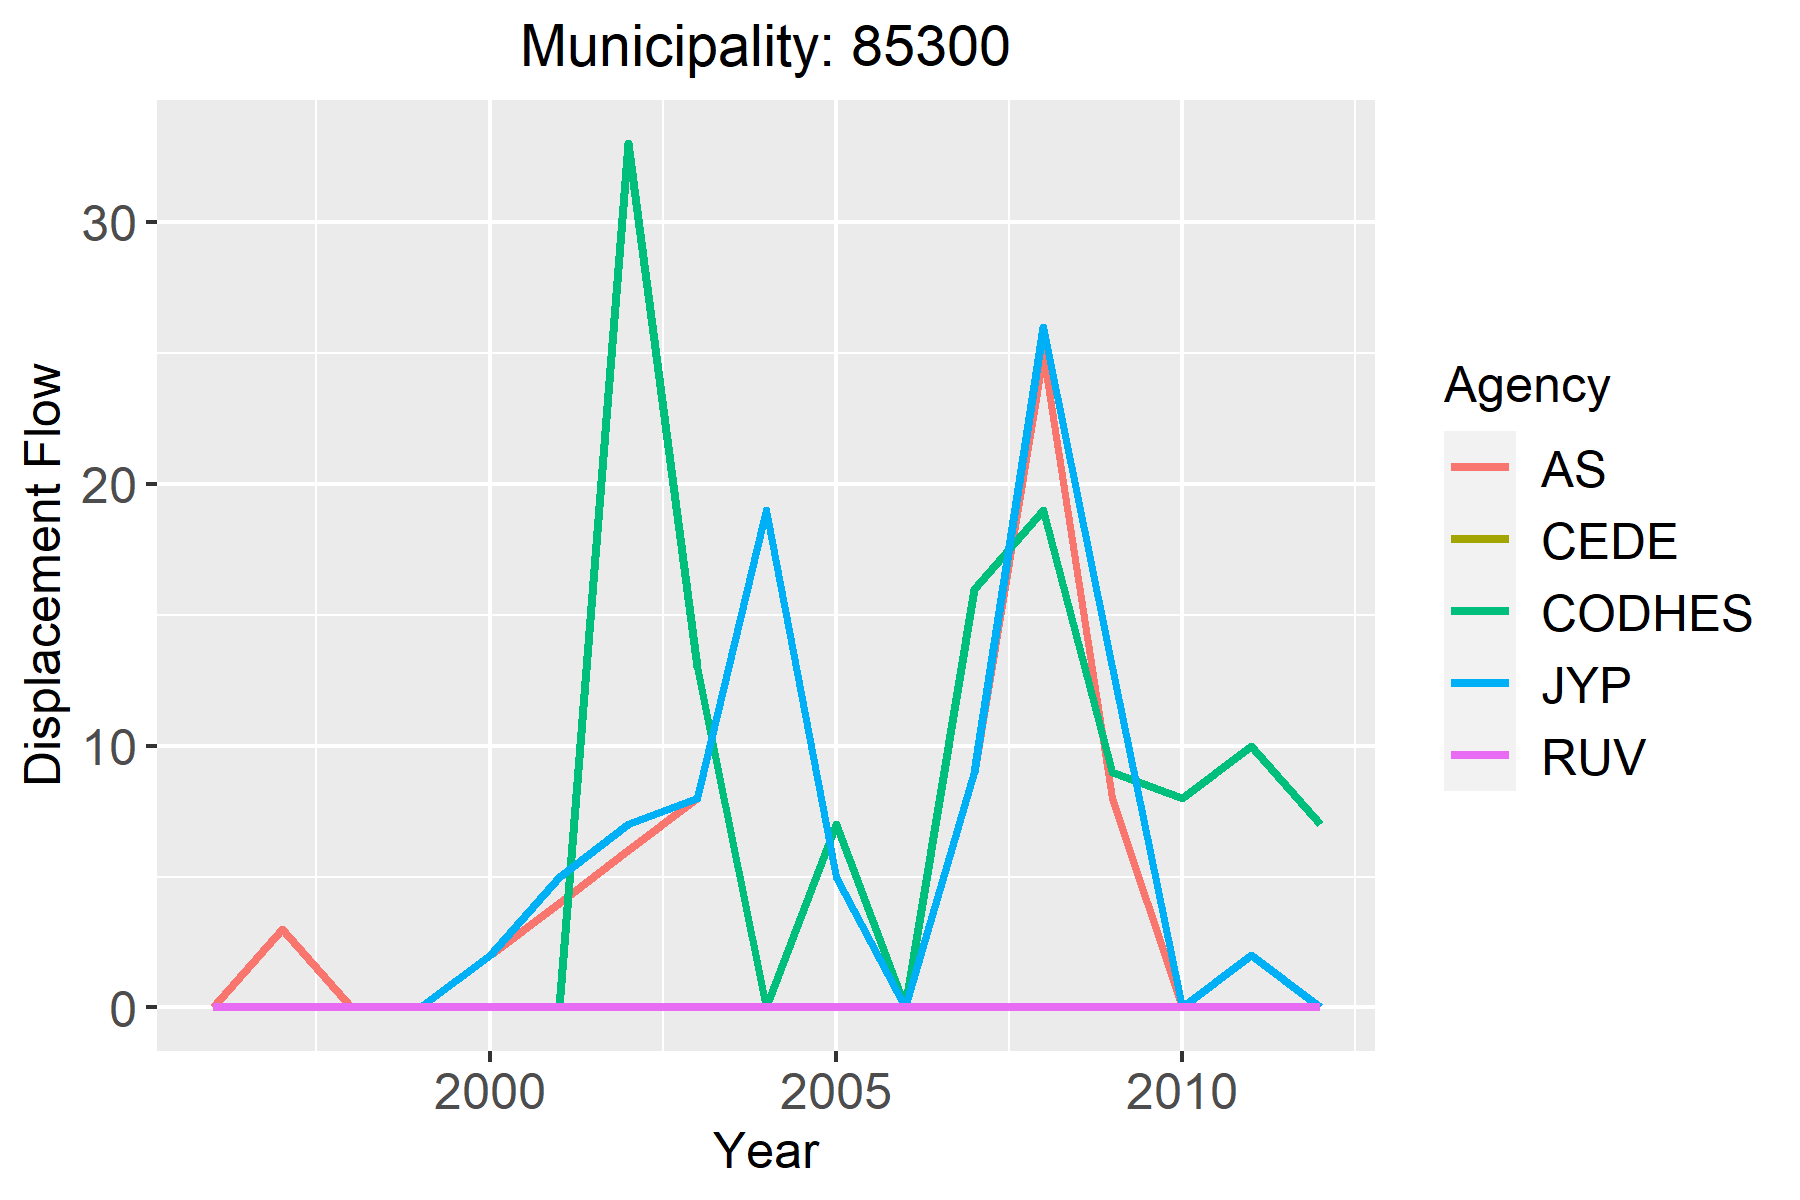 Municipality: 85300
Displacement Flow
30
20
10
0
2000 2005 2010
Year
Agency
AS
CEDE
CODHES
JYP
RUV